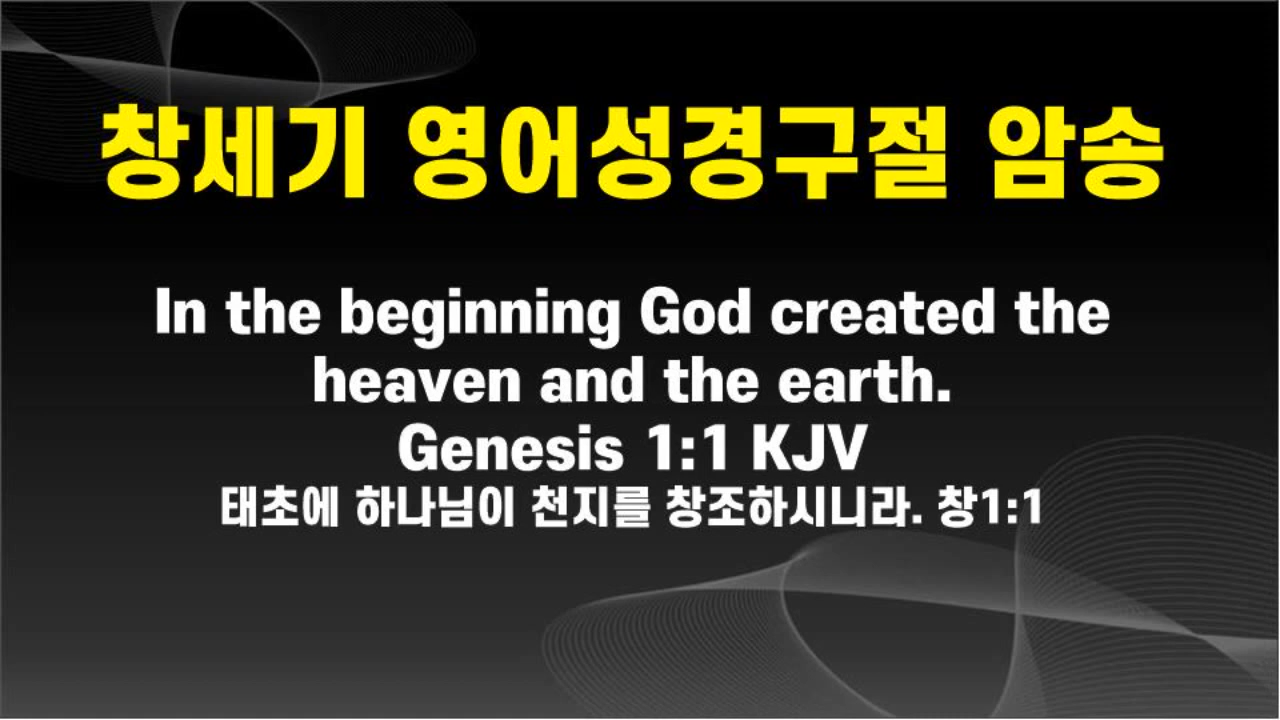 창세기 영어성경구절 암송
In the beginning God created the
heaven and the earth.
Genesis 1:1 KJV
태초에 하나님이 천지를 창조하시니라. 창1:1